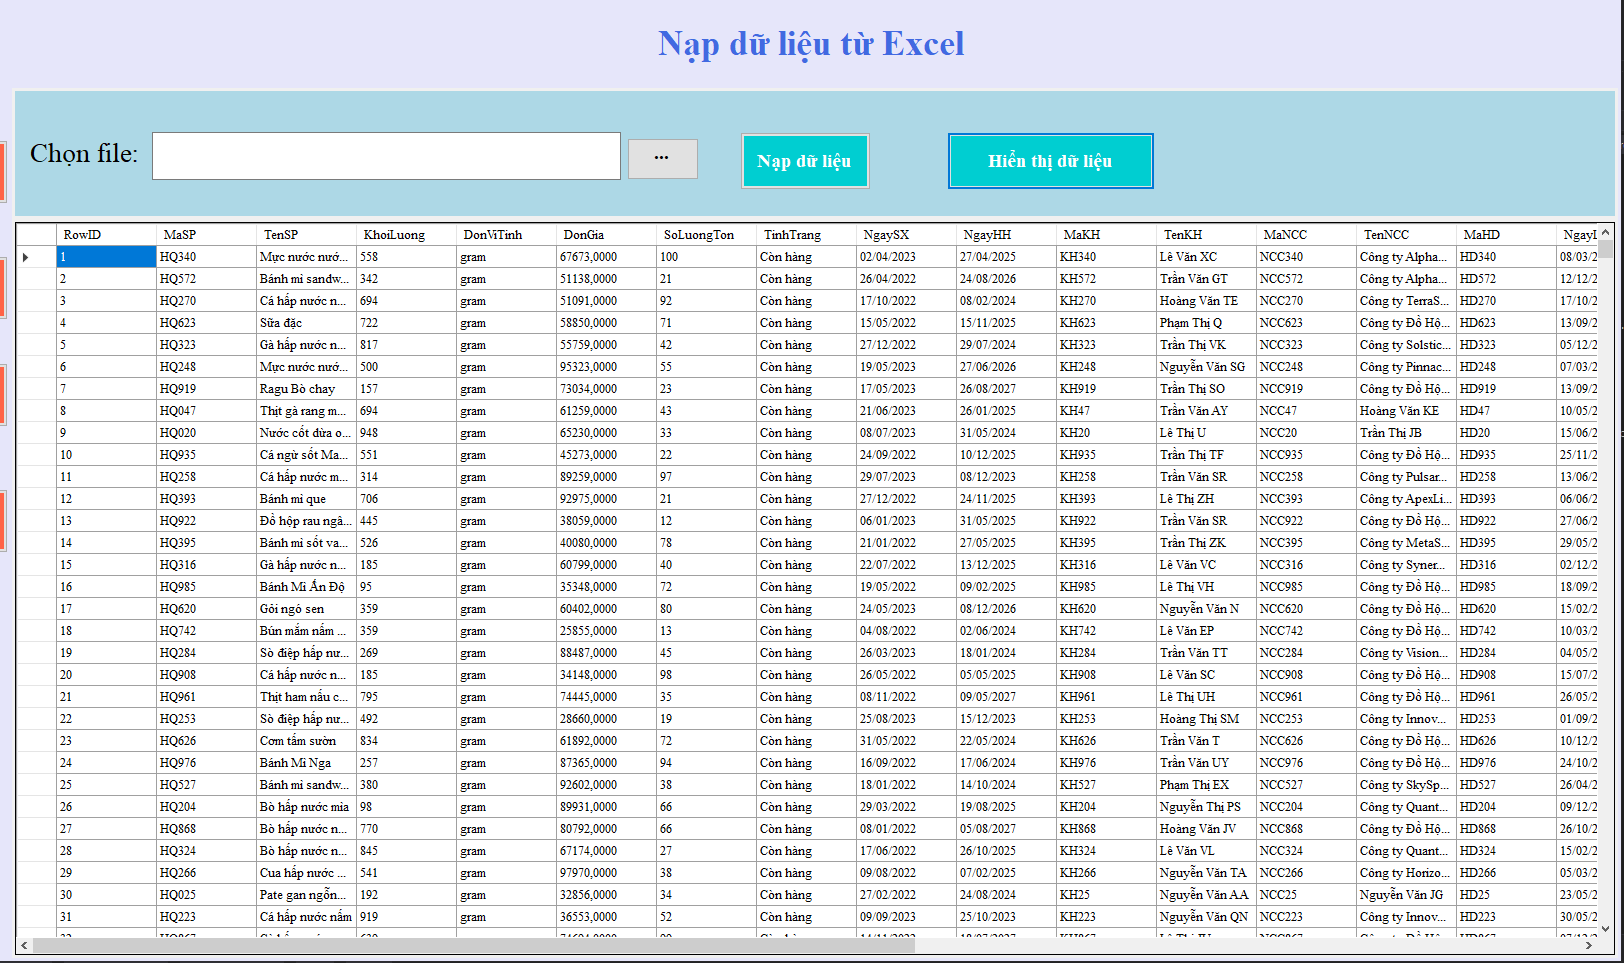 Nạp dữ liệu từ Excel
Chọn file: ... Nạp dữ liệu Hiển thị dữ liệu
RowID MaSP TenSP KhoiLuong DonViTinh DonGia SoLuongTon TinhTrang NgaySX NgayHH MaKH TenKH MaNCC TenNCC MaHD
1 HQ340 Mực nước nướ... 558 gram 67673,0000 100 Còn hàng 02/04/2023 27/04/2025 KH340 Lê Văn XC NCC340 Công ty Alpha... HD340 08/03/2
2 HQ572 Bánh mì sandw... 342 gram 51138,0000 21 Còn hàng 26/04/2022 24/08/2026 KH572 Trần Văn GT NCC572 Công ty Alpha... HD572 12/12/2
3 HQ270 Cá hấp nước n... 694 gram 51091,0000 92 Còn hàng 17/10/2022 08/02/2024 KH270 Hoàng Văn TE NCC270 Công ty TerraS... HD270 17/10/2
4 HQ623 Sữa đặc 722 gram 58850,0000 71 Còn hàng 15/05/2022 15/11/2025 KH623 Phạm Thị Q NCC623 Công ty Đồ Hộ... HD623 13/09/2
5 HQ323 Gà hấp nước n... 817 gram 55759,0000 42 Còn hàng 27/12/2022 29/07/2024 KH323 Trần Thị VK NCC323 Công ty Solstic... HD323 05/12/2
6 HQ248 Mực nước nướ... 500 gram 95323,0000 55 Còn hàng 19/05/2023 27/06/2026 KH248 Nguyễn Văn SG NCC248 Công ty Pinnac... HD248 07/03/2
7 HQ919 Ragu Bò chay 157 gram 73034,0000 23 Còn hàng 17/05/2023 26/08/2027 KH919 Trần Thị SO NCC919 Công ty Đồ Hộ... HD919 13/09/2
8 HQ047 Thịt gà rang m... 694 gram 61259,0000 43 Còn hàng 21/06/2023 26/01/2025 KH47 Trần Văn AY NCC47 Hoàng Văn KE HD47 10/05/2
9 HQ020 Nước cốt dừa o... 948 gram 65230,0000 33 Còn hàng 08/07/2023 31/05/2024 KH20 Lê Thị U NCC20 Trần Thị JB HD20 15/06/2
10 HQ935 Cá ngừ sốt Ma... 551 gram 45273,0000 22 Còn hàng 24/09/2022 10/12/2025 KH935 Trần Thị TF NCC935 Công ty Đồ Hộ... HD935 25/11/2
11 HQ258 Cá hấp nước m... 314 gram 89259,0000 97 Còn hàng 29/07/2023 08/12/2023 KH258 Trần Văn SR NCC258 Công ty Pulsar... HD258 13/06/2
12 HQ393 Bánh mì que 706 gram 92975,0000 21 Còn hàng 27/12/2022 24/11/2025 KH393 Lê Thị ZH NCC393 Công ty ApexLi... HD393 06/06/2
13 HQ922 Đồ hộp rau ngâ... 445 gram 38059,0000 12 Còn hàng 06/01/2023 31/05/2025 KH922 Trần Văn SR NCC922 Công ty Đồ Hộ... HD922 27/06/2
14 HQ395 Bánh mì sốt va... 526 gram 40080,0000 78 Còn hàng 21/01/2022 27/05/2025 KH395 Trần Thị ZK NCC395 Công ty MetaS... HD395 29/05/2
15 HQ316 Gà hấp nước n... 185 gram 60799,0000 40 Còn hàng 22/07/2022 13/12/2025 KH316 Lê Văn VC NCC316 Công ty Syner... HD316 02/12/2
16 HQ985 Bánh Mì Ấn Độ 95 gram 35348,0000 72 Còn hàng 19/05/2022 09/02/2025 KH985 Lê Thị VH NCC985 Công ty Đồ Hộ... HD985 18/09/2
17 HQ620 Gỏi ngó sen 359 gram 60402,0000 80 Còn hàng 24/05/2023 08/12/2026 KH620 Nguyễn Văn N NCC620 Công ty Đồ Hộ... HD620 15/02/2
18 HQ742 Bún mắm nấm ... 359 gram 25855,0000 13 Còn hàng 04/08/2022 02/06/2024 KH742 Lê Văn EP NCC742 Công ty Đồ Hộ... HD742 10/03/2
19 HQ284 Sò điệp hấp nư... 269 gram 88487,0000 45 Còn hàng 26/03/2023 18/01/2024 KH284 Trần Văn TT NCC284 Công ty Vision... HD284 04/05/2
20 HQ908 Cá hấp nước n... 185 gram 34148,0000 98 Còn hàng 26/05/2022 05/05/2025 KH908 Lê Văn SC NCC908 Công ty Đồ Hộ... HD908 15/07/2
21 HQ961 Thịt ham nấu c... 795 gram 74445,0000 35 Còn hàng 08/11/2022 09/05/2027 KH961 Lê Thị UH NCC961 Công ty Đồ Hộ... HD961 26/05/2
22 HQ253 Sò điệp hấp nư... 492 gram 28660,0000 19 Còn hàng 25/08/2023 15/12/2023 KH253 Hoàng Thị SM NCC253 Công ty Innov... HD253 01/09/2
23 HQ626 Cơm tấm sườn 834 gram 61892,0000 72 Còn hàng 31/05/2022 22/05/2024 KH626 Trần Văn T NCC626 Công ty Đồ Hộ... HD626 10/12/2
24 HQ976 Bánh Mì Nga 257 gram 87365,0000 94 Còn hàng 16/09/2022 17/06/2024 KH976 Trần Văn UY NCC976 Công ty Đồ Hộ... HD976 24/10/2
25 HQ527 Bánh mì sandw... 380 gram 92602,0000 38 Còn hàng 18/01/2022 14/10/2024 KH527 Phạm Thị EX NCC527 Công ty SkySp... HD527 26/04/2
26 HQ204 Bò hấp nước mía 98 gram 89931,0000 66 Còn hàng 29/03/2022 19/08/2025 KH204 Nguyễn Thị PS NCC204 Công ty Quant... HD204 09/12/2
27 HQ868 Bò hấp nước n... 770 gram 80792,0000 66 Còn hàng 08/01/2022 05/08/2027 KH868 Hoàng Văn JV NCC868 Công ty Đồ Hộ... HD868 26/10/2
28 HQ324 Bò hấp nước n... 845 gram 67174,0000 27 Còn hàng 17/06/2022 26/10/2025 KH324 Lê Văn VL NCC324 Công ty Quant... HD324 15/02/2
29 HQ266 Cua hấp nước ... 541 gram 97970,0000 38 Còn hàng 09/08/2022 07/02/2025 KH266 Nguyễn Văn TA NCC266 Công ty Horizo... HD266 05/03/2
30 HQ025 Pate gan ngỗn... 192 gram 32856,0000 34 Còn hàng 27/02/2022 24/08/2024 KH25 Nguyễn Văn AA NCC25 Nguyễn Văn JG HD25 23/05/2
31 HQ223 Cá hấp nước nấm 919 gram 36553,0000 52 Còn hàng 09/09/2023 25/10/2023 KH223 Nguyễn Văn QN NCC223 Công ty Innov... HD223 30/05/2